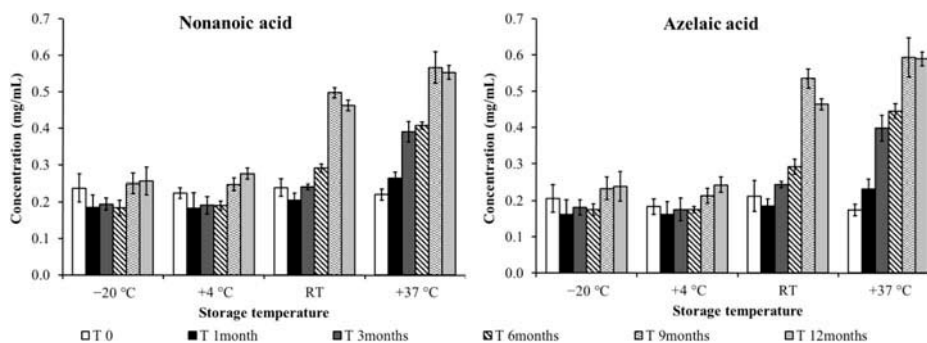 Nonanoic acid
Concentration (mg/mL)
0.7
0.6
0.5
0.4
0.3
0.2
0.1
0.0
−20 °C +4 °C RT +37 °C
Storage temperature
Azelaic acid
Concentration (mg/mL)
0.7
0.6
0.5
0.4
0.3
0.2
0.1
0.0
−20 °C +4 °C RT +37 °C
Storage temperature
T 0 T 1month T 3months T 6months T 9months T 12months